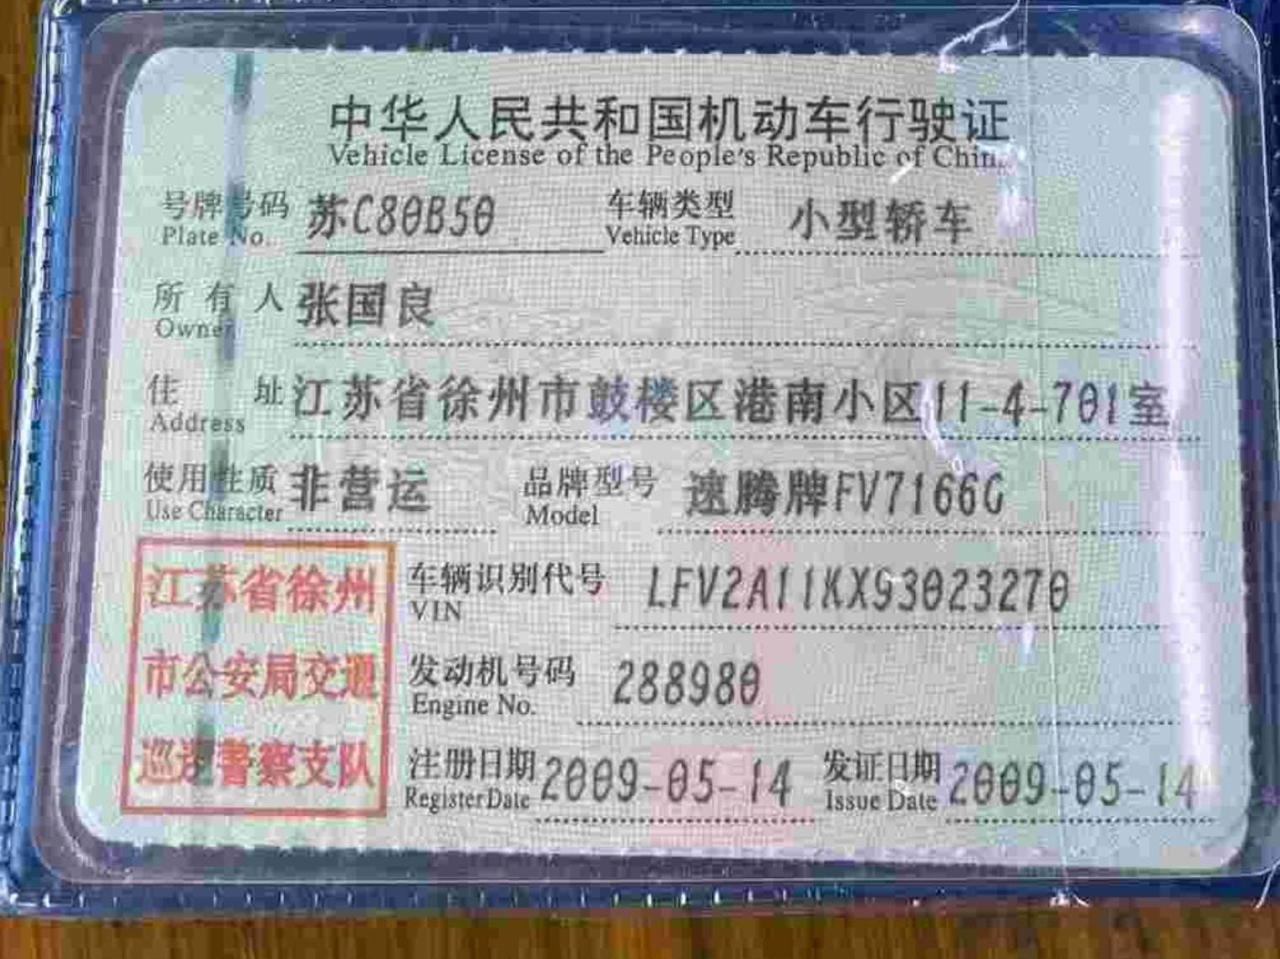 中华人民共和国机动车行驶证
Vehicle License of the People's Republic of China
号牌号码 苏C80B50 车辆类型 小型轿车
Plate No. Vehicle Type
所有人 张国良
Owner
住址 江苏省徐州市鼓楼区港南小区11-4-701室
Address
使用性质 非营运 品牌型号 速腾牌FV7166G
Use Character Model
江苏省徐州
市公安局交通
巡逻警察支队
车辆识别代号 LFV2A11KX93023270
VIN
发动机号码 288980
Engine No.
注册日期 2009-05-14 发证日期 2009-05-14
Register Date Issue Date